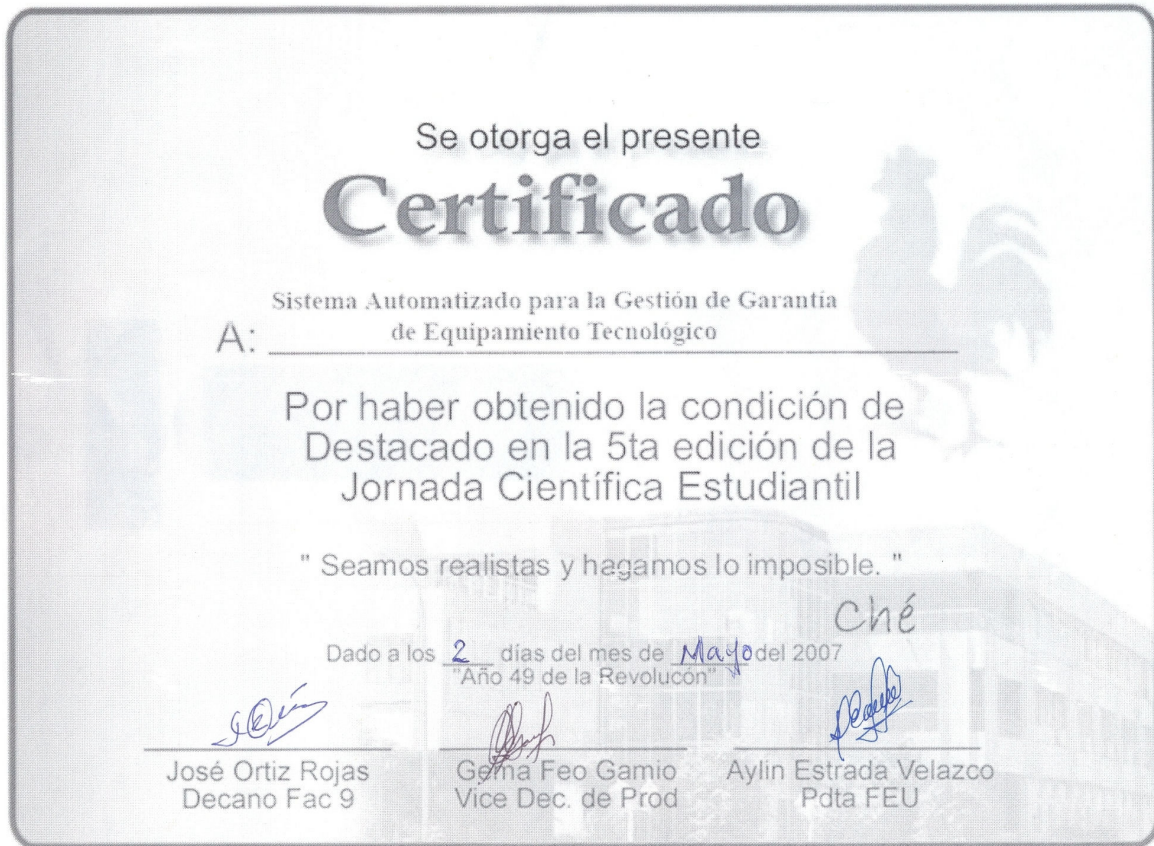 Se otorga el presente
Certificado
Sistema Automatizado para la Gestión de Garantía
A: de Equipamiento Tecnológico
Por haber obtenido la condición de
Destacado en la 5ta edición de la
Jornada Científica Estudiantil
" Seamos realistas y hagamos lo imposible. "
Ché
Dado a los 2 días del mes de Mayo del 2007
"Año 49 de la Revolucón"
José Ortiz Rojas
Decano Fac 9
Gema Feo Gamio
Vice Dec. de Prod
Aylin Estrada Velazco
Pdta FEU